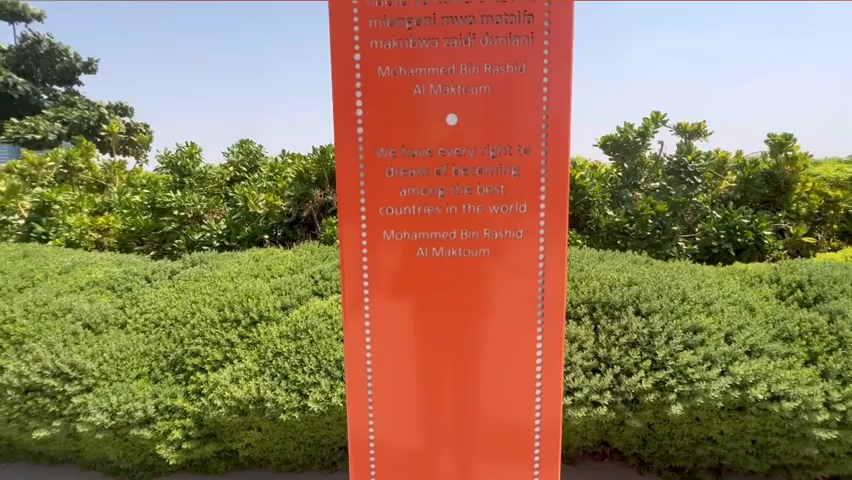 miongeni mwa mataifa
makubwa zaidi duniani
Mohammed Bin Rashid
Al Maktoum
We have every right to
dream of becoming
among the best
countries in the world
Mohammed Bin Rashid
Al Maktoum